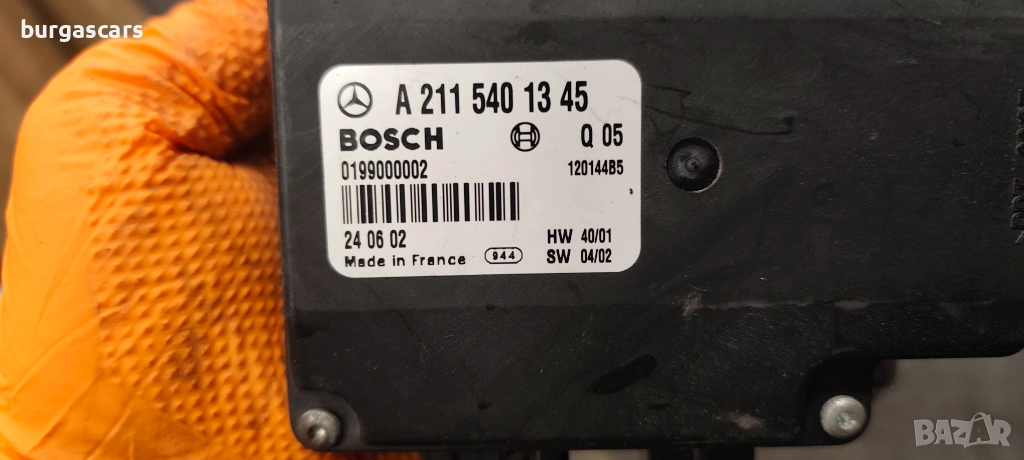 burgascars
A 211 540 13 45
BOSCH Q 05
0199000002 120144B5
24 06 02 HW 40/01
Made in France 944 SW 04/02
BAZAR